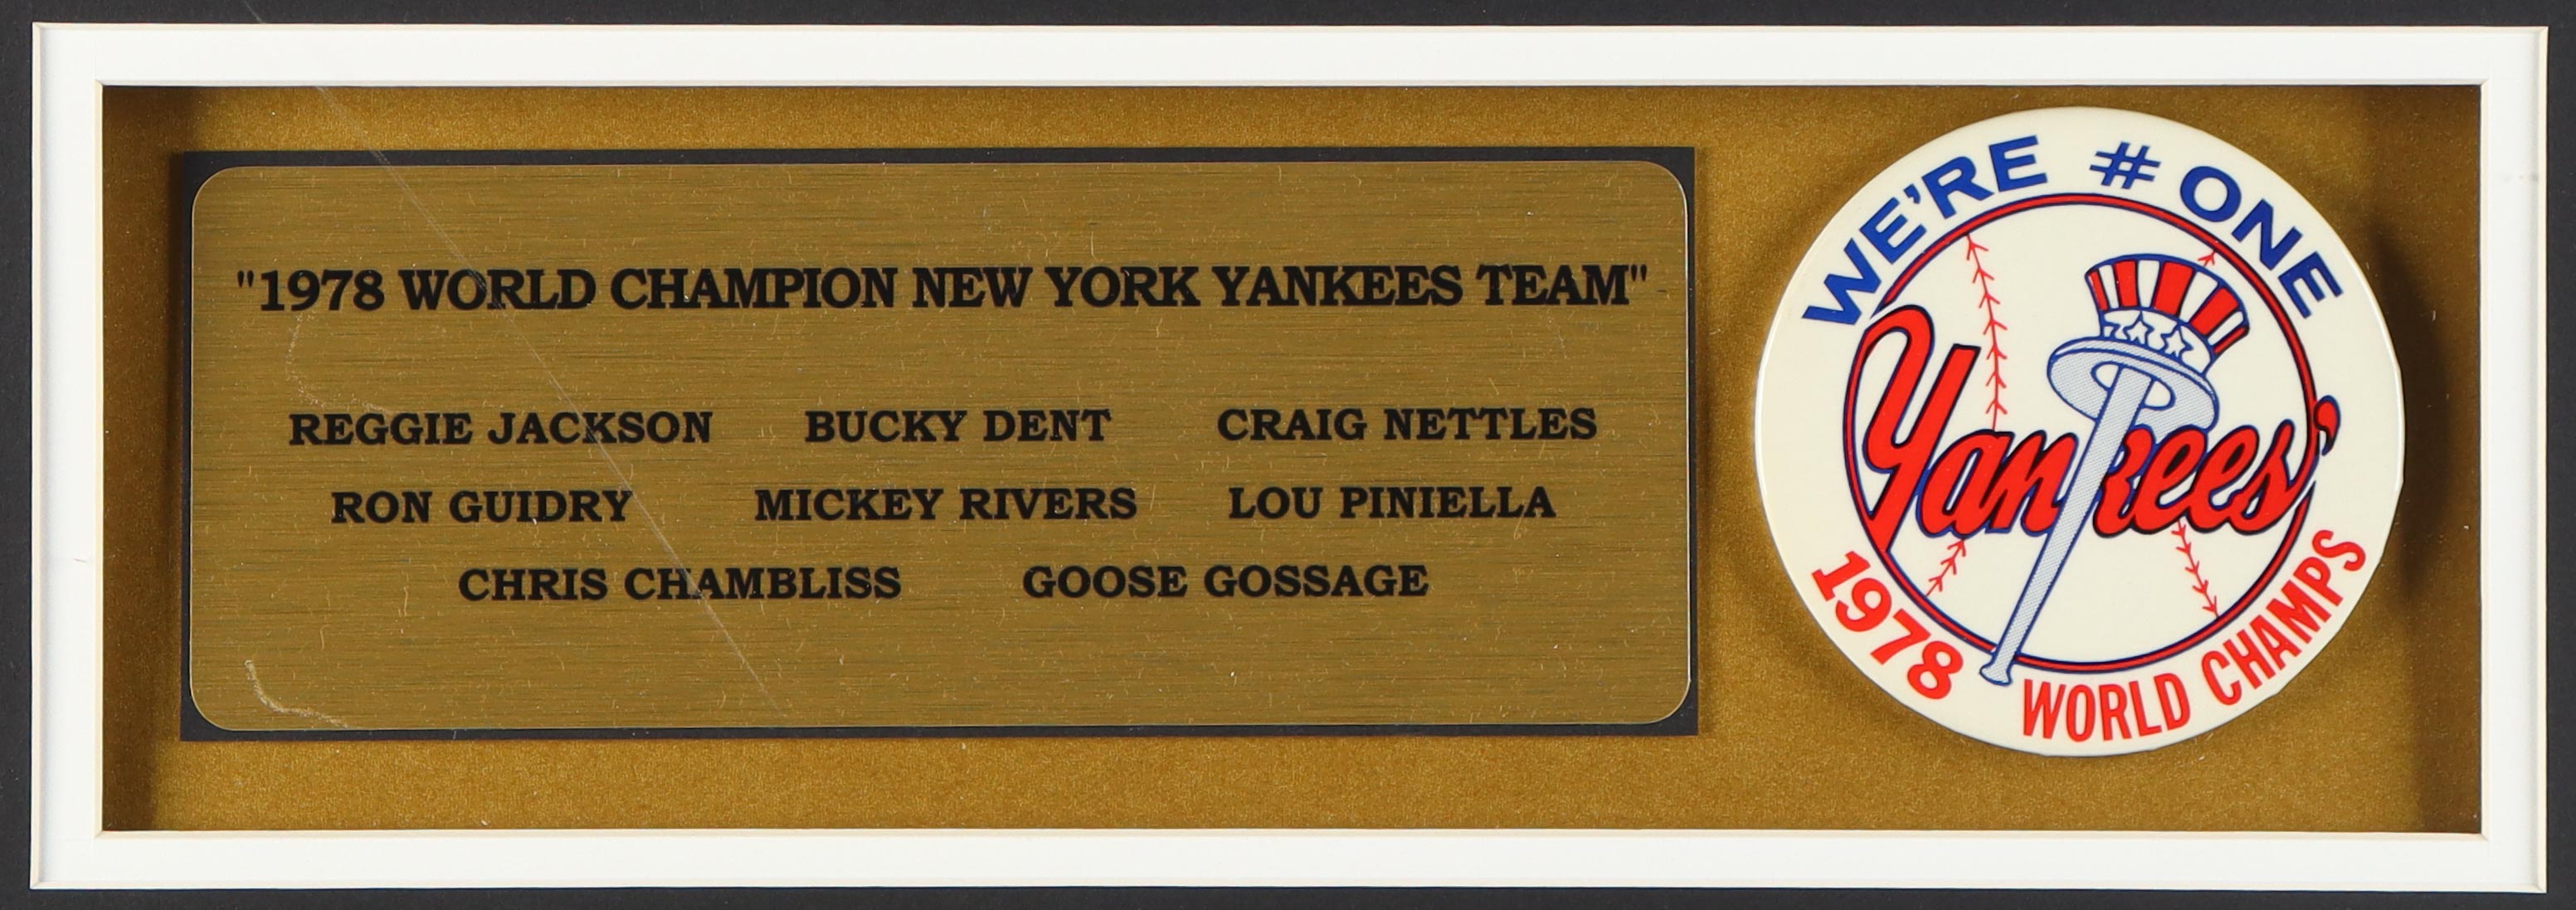 "1978 WORLD CHAMPION NEW YORK YANKEES TEAM"
REGGIE JACKSON BUCKY DENT CRAIG NETTLES
RON GUIDRY MICKEY RIVERS LOU PINIELLA
CHRIS CHAMBLISS GOOSE GOSSAGE
WE'RE # ONE
Yankees'
1978 WORLD CHAMPS